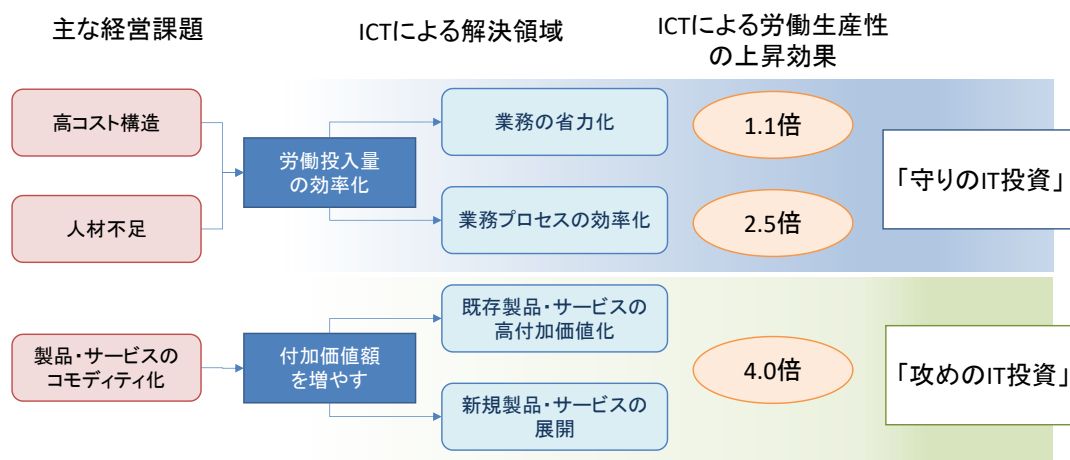 主な経営課題
ICTによる解決領域
ICTによる労働生産性
の上昇効果
高コスト構造
人材不足
労働投入量
の効率化
業務の省力化
業務プロセスの効率化
1.1倍
2.5倍
「守りのIT投資」
製品・サービスの
コモディティ化
付加価値額
を増やす
既存製品・サービスの
高付加価値化
新規製品・サービスの
展開
4.0倍
「攻めのIT投資」